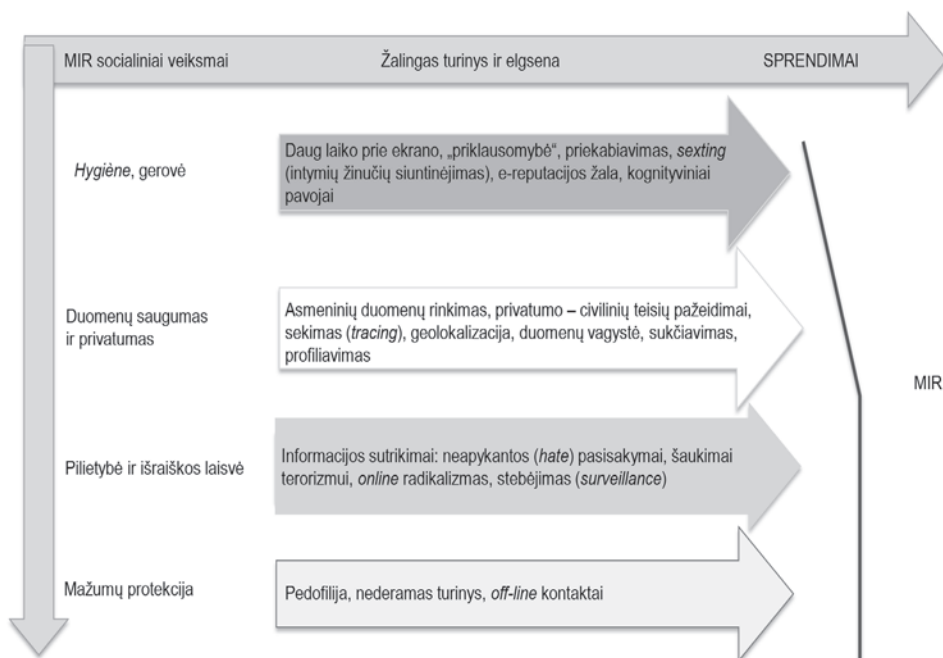 MIR socialiniai veiksmai
Žalingas turinys ir elgsena
SPRENDIMAI
Hygiène, gerovė
Daug laiko prie ekrano, „priklausomybė“, priekabiavimas, sexting
(intymių žinučių siuntinėjimas), e-reputacijos žala, kognityviniai
pavojai
Duomenų saugumas
ir privatumas
Asmeninių duomenų rinkimas, privatumo – civilinių teisių pažeidimai,
sekimas (tracing), geolokalizacija, duomenų vagystė, sukčiavimas,
profiliavimas
MIR
Pilietybė ir išraiškos laisvė
Informacijos sutrikimai: neapykantos (hate) pasisakymai, šaukimai
terorizmui, online radikalizmas, stebėjimas (surveillance)
Mažumų protekcija
Pedofilija, nederamas turinys, off-line kontaktai